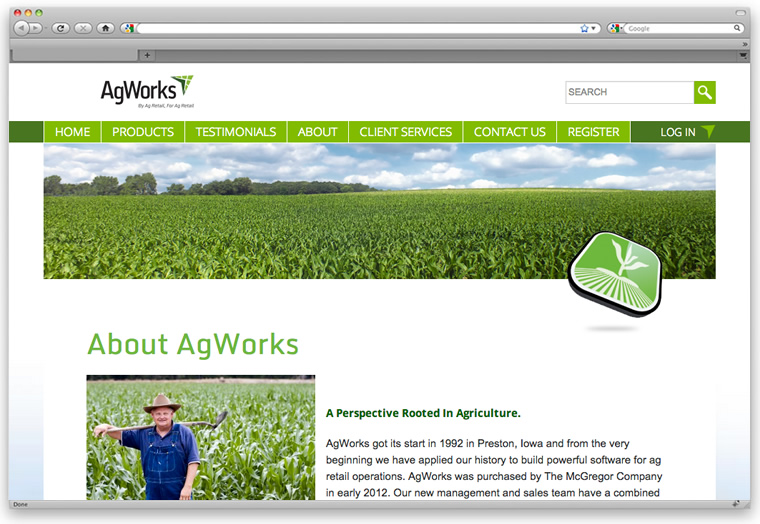 Google
AgWorks
By Ag Retail, For Ag Retail
SEARCH
HOME PRODUCTS TESTIMONIALS ABOUT CLIENT SERVICES CONTACT US REGISTER LOG IN
About AgWorks
A Perspective Rooted In Agriculture.
AgWorks got its start in 1992 in Preston, Iowa and from the very
beginning we have applied our history to build powerful software for ag
retail operations. AgWorks was purchased by The McGregor Company
in early 2012. Our new management and sales team have a combined
Done